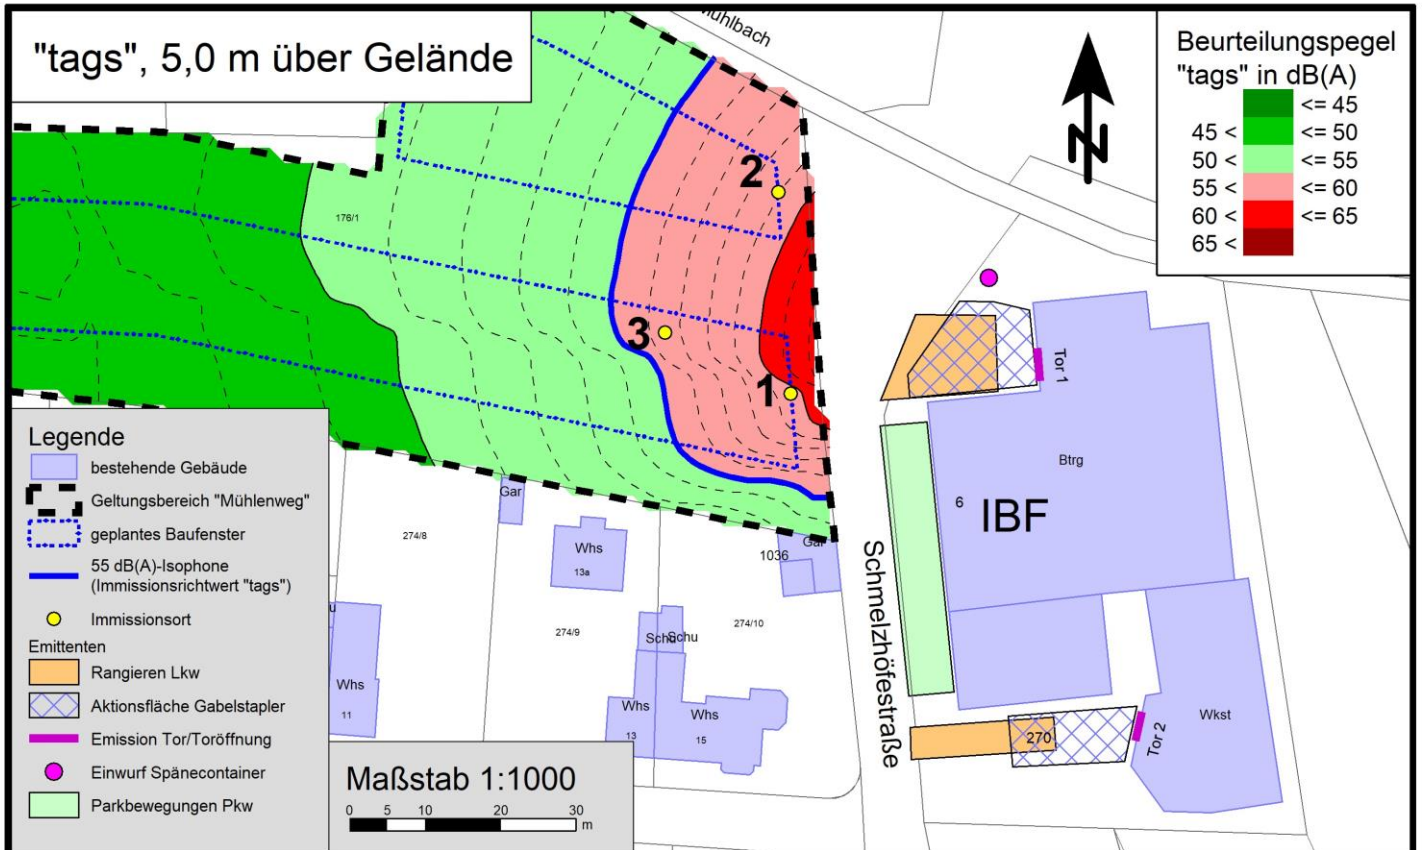 "tags", 5,0 m über Gelände
Mühlbach
N
Beurteilungspegel
"tags" in dB(A)
<= 45
45 < <= 50
50 < <= 55
55 < <= 60
60 < <= 65
65 <
176/1
2
3
1
Tor 1
Btrg
6
IBF
Schmelzhöfestraße
Legende
bestehende Gebäude
Geltungsbereich "Mühlenweg"
geplantes Baufenster
55 dB(A)-Isophone
(Immissionsrichtwert "tags")
Immissionsort
Emittenten
Rangieren Lkw
Aktionsfläche Gabelstapler
Emission Tor/Toröffnung
Einwurf Spänecontainer
Parkbewegungen Pkw
Gar
274/8
Whs
13a
1036
Gar
274/9
Schu
Schu
274/10
Whs
11
Whs
13
Whs
15
270
Tor 2
Wkst
Maßstab 1:1000
0 5 10 20 30
m